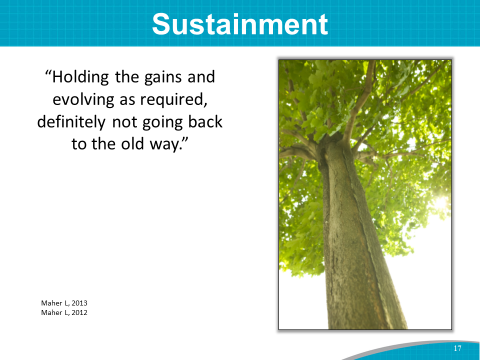 Sustainment
“Holding the gains and
evolving as required,
definitely not going back
to the old way.”
Maher L, 2013
Maher L, 2012
17